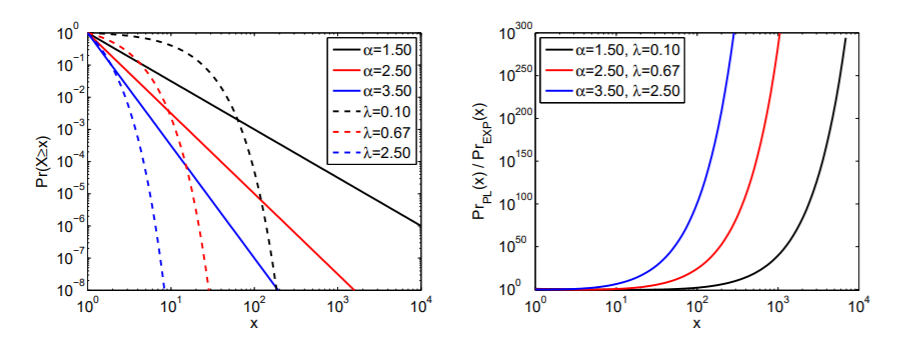 10⁰
10⁻¹
10⁻²
10⁻³
10⁻⁴
10⁻⁵
10⁻⁶
10⁻⁷
10⁻⁸
Pr(X≥x)
α=1.50
α=2.50
α=3.50
λ=0.10
λ=0.67
λ=2.50
10⁰ 10¹ 10² 10³ 10⁴
x
10³⁰⁰
10²⁵⁰
10²⁰⁰
10¹⁵⁰
10¹⁰⁰
10⁵⁰
10⁰
Pr_PL(x) / Pr_EXP(x)
α=1.50, λ=0.10
α=2.50, λ=0.67
α=3.50, λ=2.50
10⁰ 10¹ 10² 10³ 10⁴
x